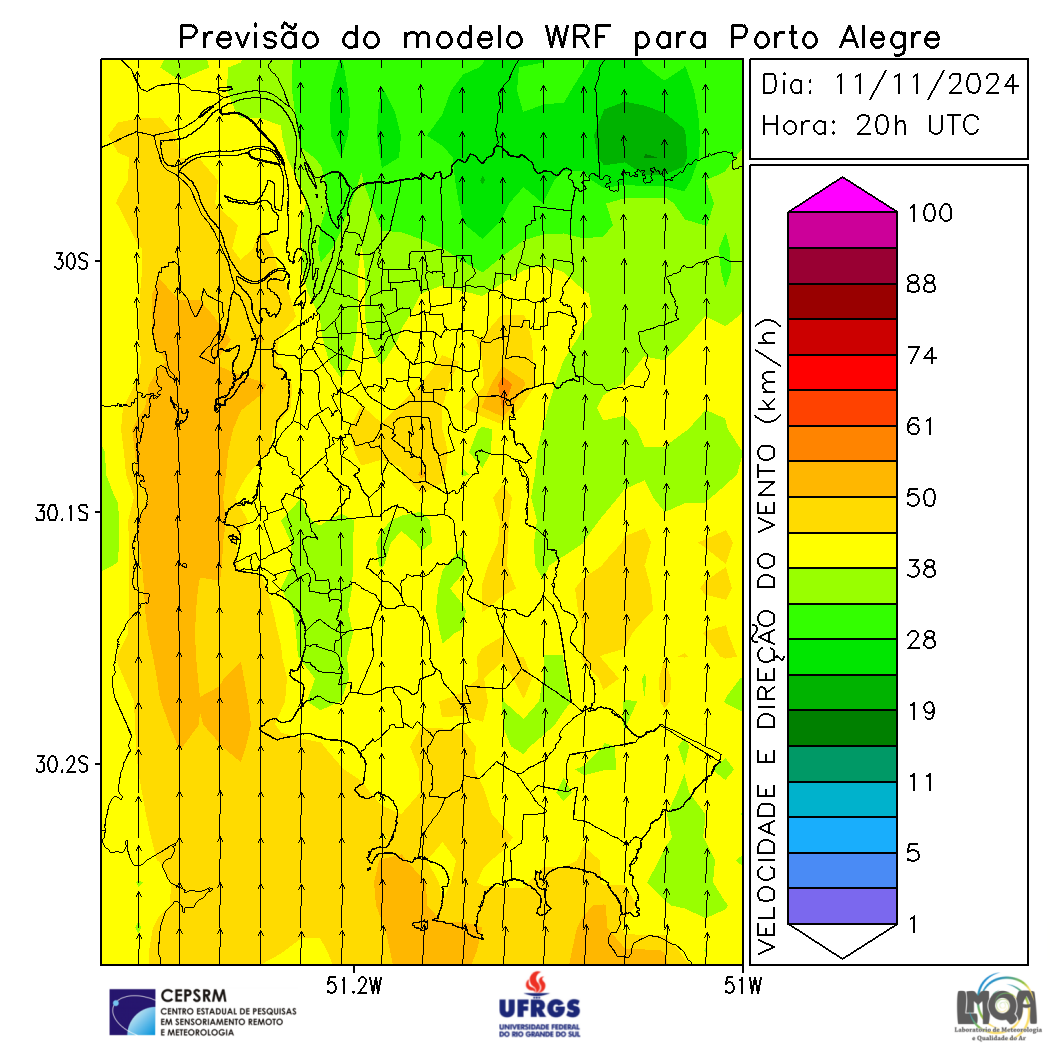 Previsão do modelo WRF para Porto Alegre
Dia: 11/11/2024
Hora: 20h UTC
30S
30.1S
30.2S
51.2W
51W
VELOCIDADE E DIREÇÃO DO VENTO (km/h)
100
88
74
61
50
38
28
19
11
5
1
CEPSRM
CENTRO ESTADUAL DE PESQUISAS
EM SENSORIAMENTO REMOTO
E METEOROLOGIA
UFRGS
UNIVERSIDADE FEDERAL
DO RIO GRANDE DO SUL
LMQA
Laboratório de Meteorologia
e Qualidade do Ar